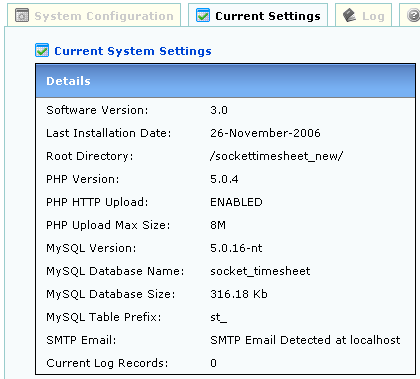 System Configuration Current Settings Log
Current System Settings
Details
Software Version: 3.0
Last Installation Date: 26-November-2006
Root Directory: /sockettimesheet_new/
PHP Version: 5.0.4
PHP HTTP Upload: ENABLED
PHP Upload Max Size: 8M
MySQL Version: 5.0.16-nt
MySQL Database Name: socket_timesheet
MySQL Database Size: 316.18 Kb
MySQL Table Prefix: st_
SMTP Email: SMTP Email Detected at localhost
Current Log Records: 0